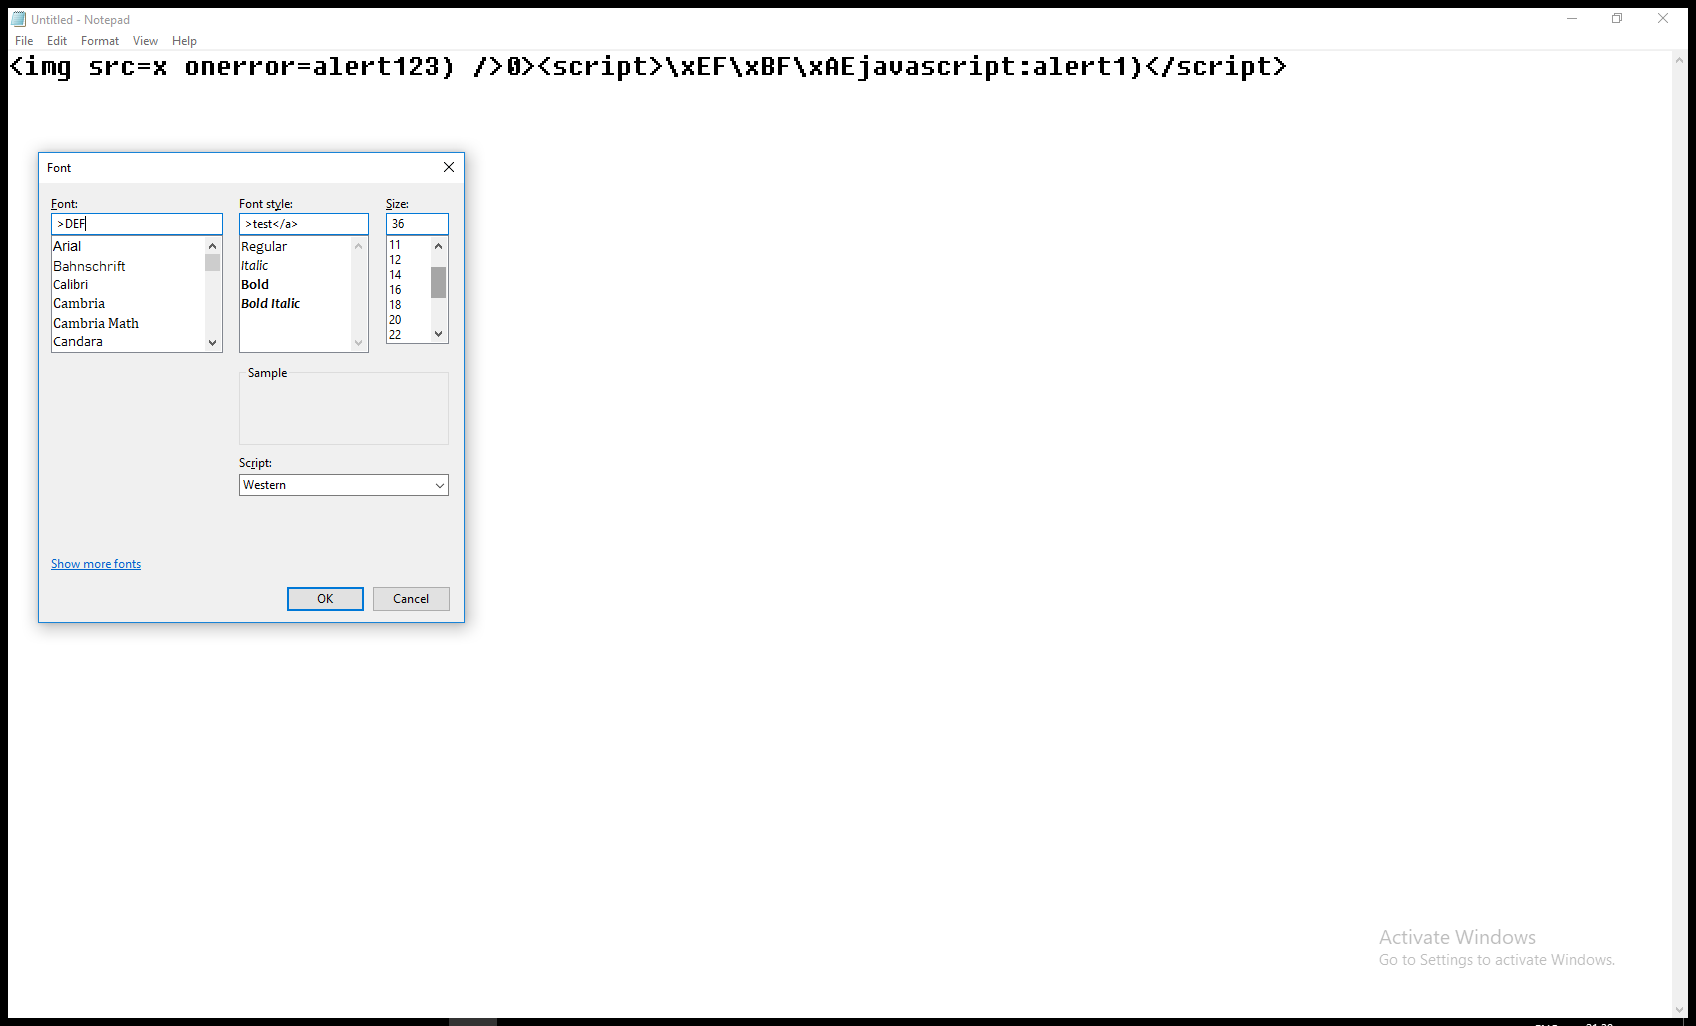 Untitled - Notepad
File Edit Format View Help
<img src=x onerror=alert123) />0><script>\xEF\xBF\xAEjavascript:alert1)</script>
Font
Font: Font style: Size:
>DEF >test</a> 36
Arial Regular 11
Bahnschrift Italic 12
Calibri Bold 14
Cambria Bold Italic 16
Cambria Math 18
Candara 20
22
Sample
Script:
Western
Show more fonts
OK Cancel
Activate Windows
Go to Settings to activate Windows.